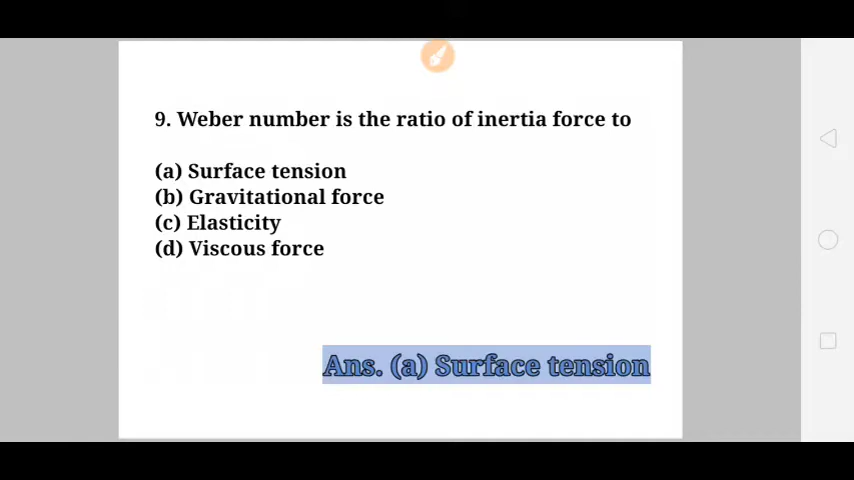 9. Weber number is the ratio of inertia force to
(a) Surface tension
(b) Gravitational force
(c) Elasticity
(d) Viscous force
Ans. (a) Surface tension